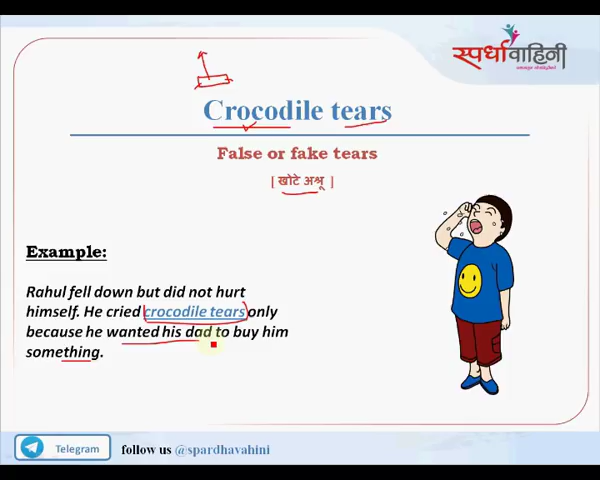 स्पर्धावाहिनी
Crocodile tears
False or fake tears
[ खोटे अश्रू ]
Example:
Rahul fell down but did not hurt
himself. He cried crocodile tears only
because he wanted his dad to buy him
something.
Telegram
follow us @spardhavahini